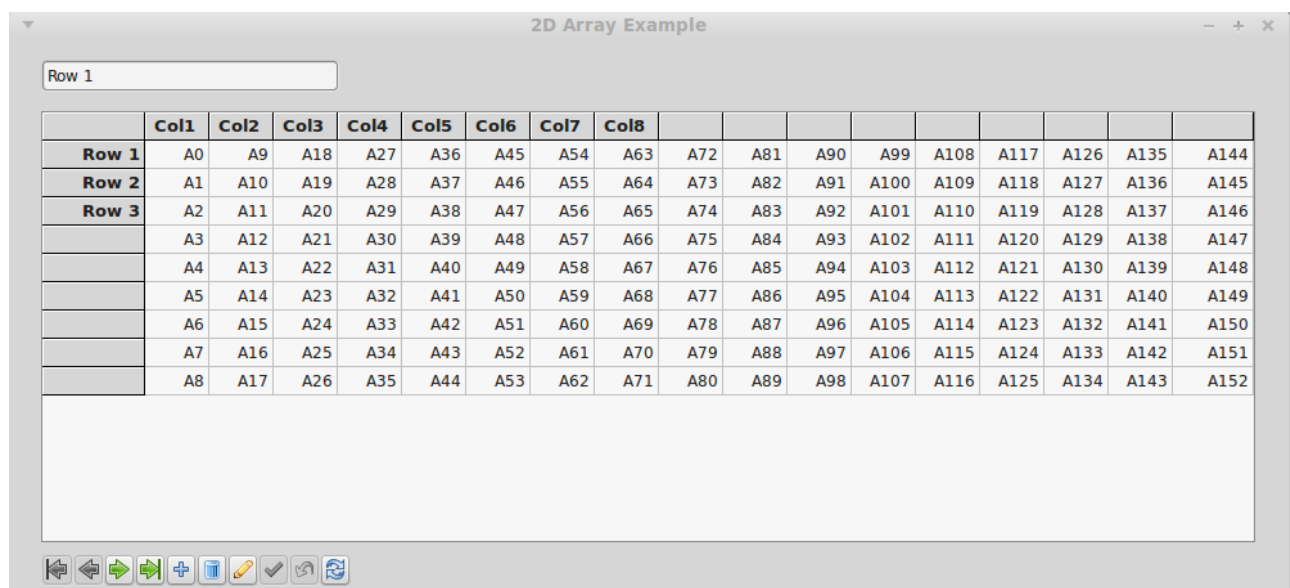 2D Array Example
Row 1
Col1 Col2 Col3 Col4 Col5 Col6 Col7 Col8
Row 1 A0 A9 A18 A27 A36 A45 A54 A63 A72 A81 A90 A99 A108 A117 A126 A135 A144
Row 2 A1 A10 A19 A28 A37 A46 A55 A64 A73 A82 A91 A100 A109 A118 A127 A136 A145
Row 3 A2 A11 A20 A29 A38 A47 A56 A65 A74 A83 A92 A101 A110 A119 A128 A137 A146
A3 A12 A21 A30 A39 A48 A57 A66 A75 A84 A93 A102 A111 A120 A129 A138 A147
A4 A13 A22 A31 A40 A49 A58 A67 A76 A85 A94 A103 A112 A121 A130 A139 A148
A5 A14 A23 A32 A41 A50 A59 A68 A77 A86 A95 A104 A113 A122 A131 A140 A149
A6 A15 A24 A33 A42 A51 A60 A69 A78 A87 A96 A105 A114 A123 A132 A141 A150
A7 A16 A25 A34 A43 A52 A61 A70 A79 A88 A97 A106 A115 A124 A133 A142 A151
A8 A17 A26 A35 A44 A53 A62 A71 A80 A89 A98 A107 A116 A125 A134 A143 A152